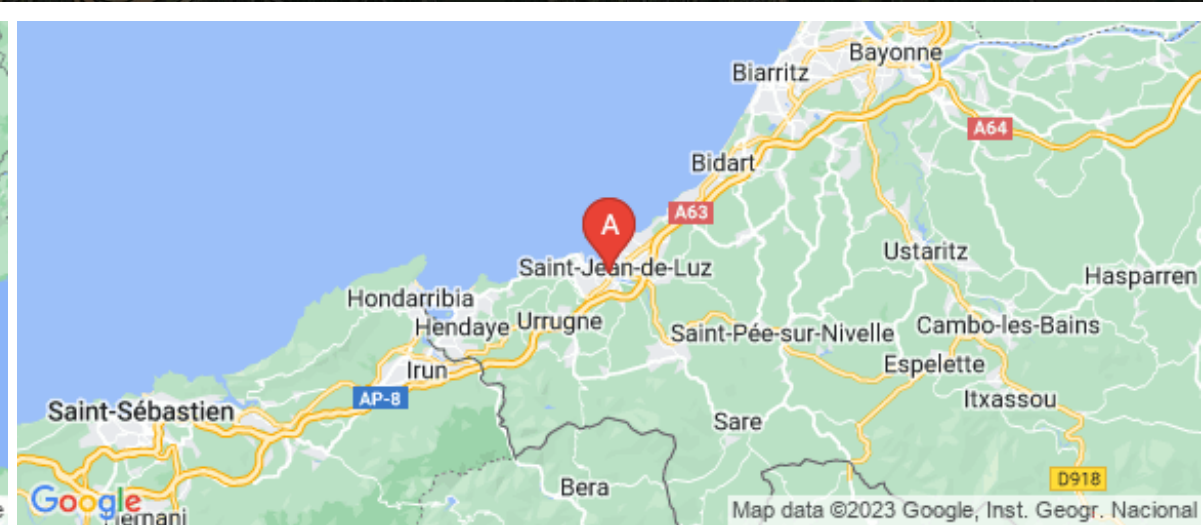 Bayonne
Biarritz
A64
Bidart
A63
A
Ustaritz
Saint-Jean-de-Luz
Hasparren
Hondarribia
Hendaye
Urrugne
Saint-Pée-sur-Nivelle
Cambo-les-Bains
Irun
Espelette
AP-8
Itxassou
Saint-Sébastien
Sare
D918
Bera
Google
Hernani
Map data ©2023 Google, Inst. Geogr. Nacional